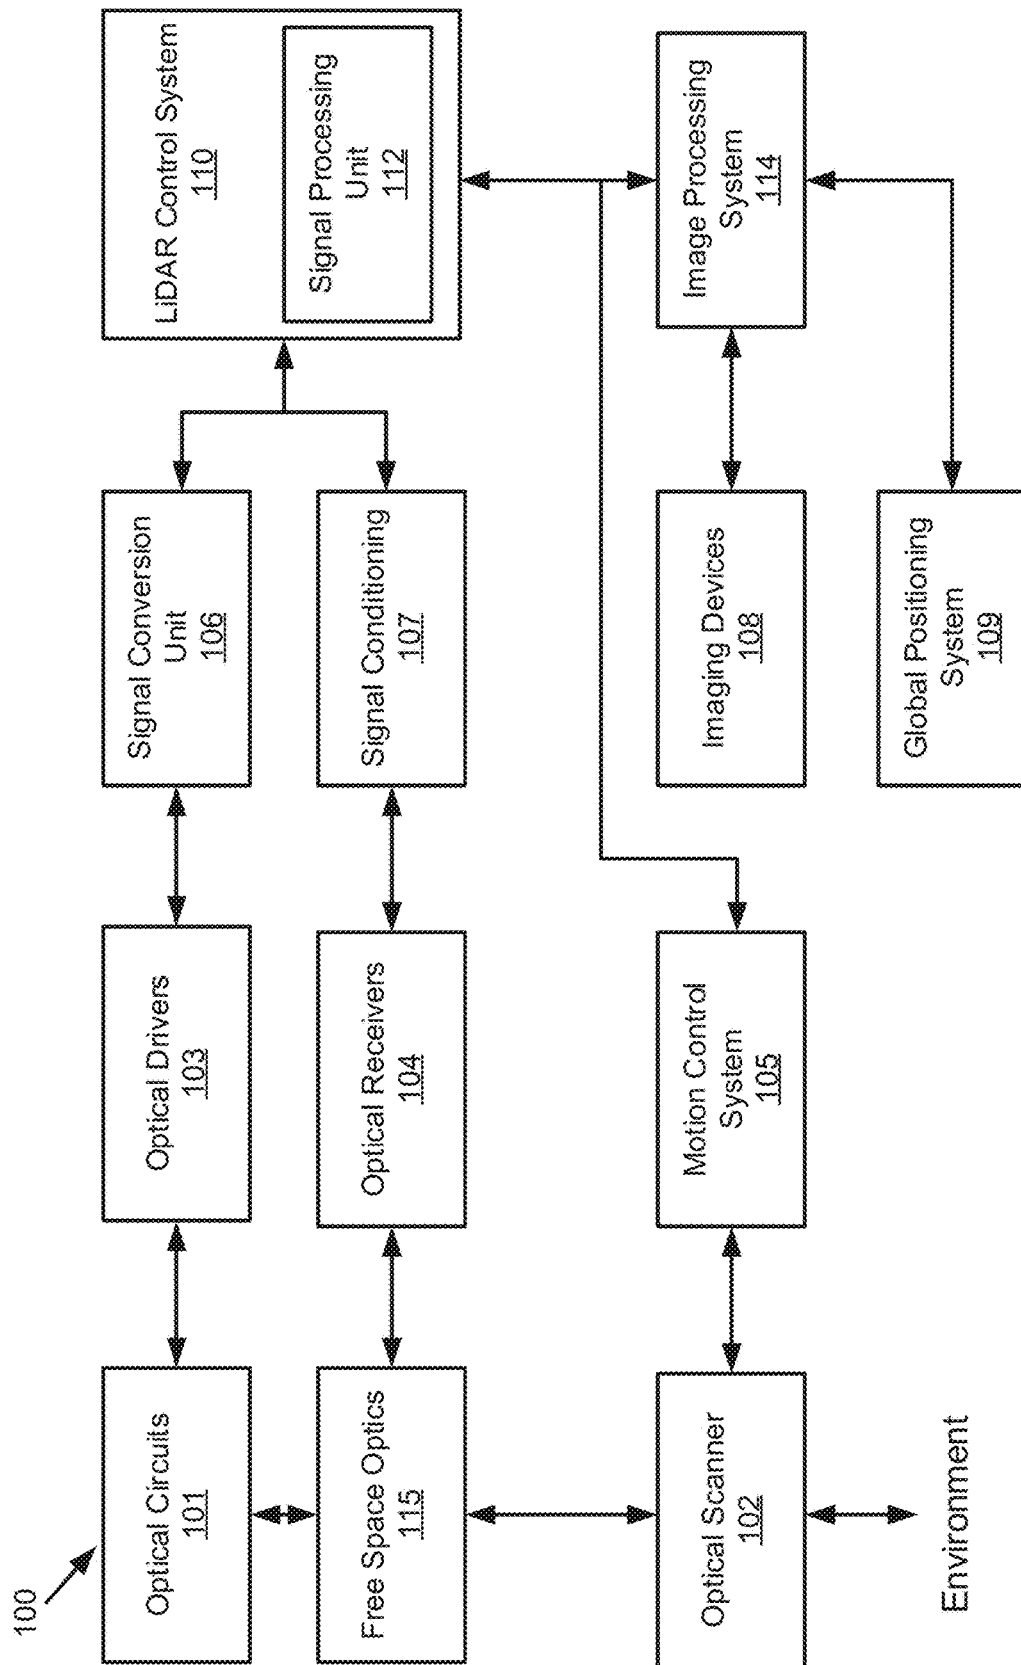 100
Optical Circuits
101
Optical Drivers
103
Signal Conversion
Unit
106
LiDAR Control System
110
Signal Processing
Unit
112
Free Space Optics
115
Optical Receivers
104
Signal Conditioning
107
Optical Scanner
102
Motion Control
System
105
Imaging Devices
108
Image Processing
System
114
Global Positioning
System
109
Environment